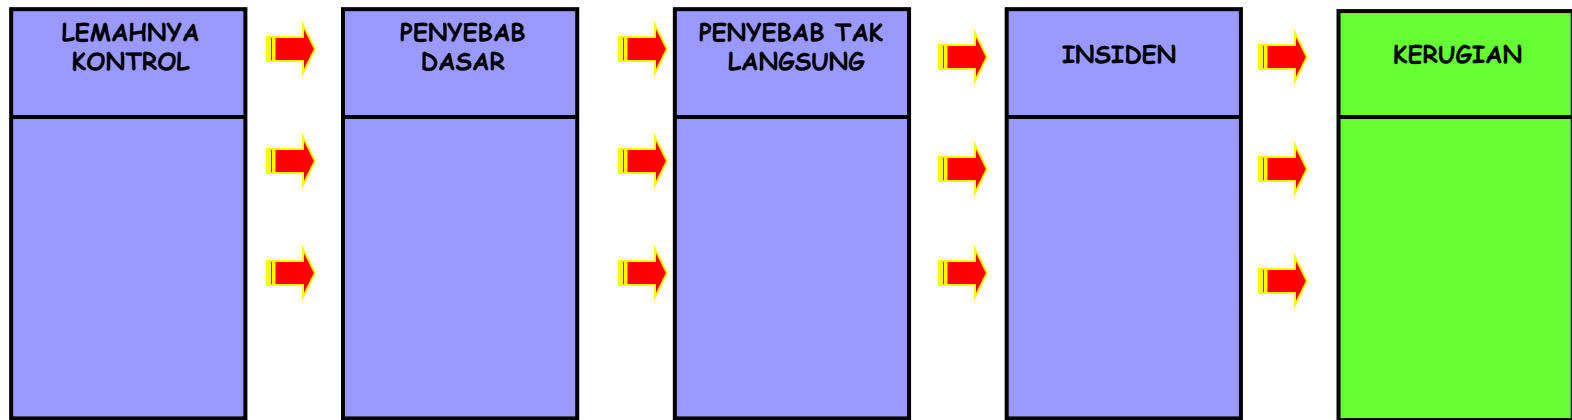 LEMAHNYA
KONTROL
PENYEBAB
DASAR
PENYEBAB TAK
LANGSUNG
INSIDEN
KERUGIAN